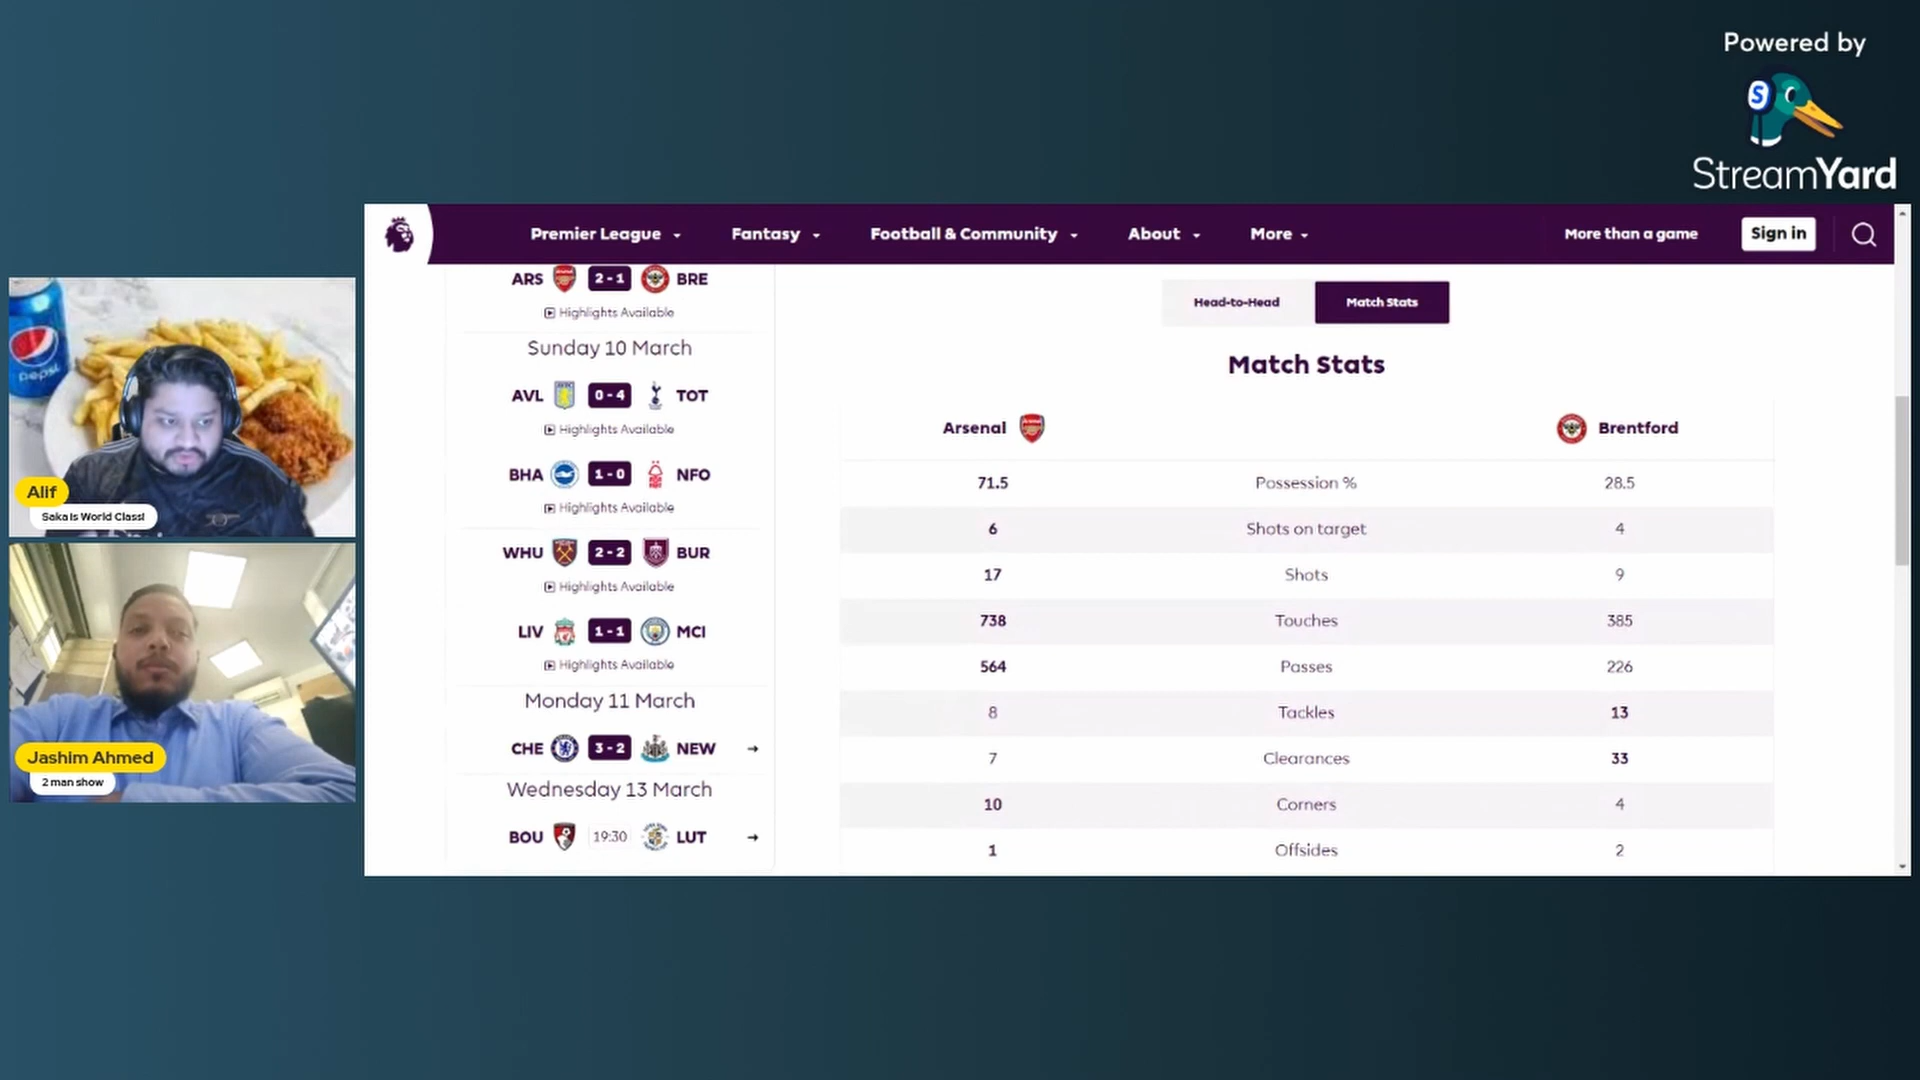 Powered by
StreamYard
Premier League
Fantasy
Football & Community
About
More
More than a game
Sign in
ARS 2 - 1 BRE
Highlights Available
Sunday 10 March
AVL 0 - 4 TOT
Highlights Available
BHA 1 - 0 NFO
Highlights Available
WHU 2 - 2 BUR
Highlights Available
LIV 1 - 1 MCI
Highlights Available
Monday 11 March
CHE 3 - 2 NEW →
Wednesday 13 March
BOU 19:30 LUT →
Head-to-Head
Match Stats
Match Stats
Arsenal Brentford
71.5 Possession % 28.5
6 Shots on target 4
17 Shots 9
738 Touches 385
564 Passes 226
8 Tackles 13
7 Clearances 33
10 Corners 4
1 Offsides 2
pepsi
Alif
Saka is World Class!
Jashim Ahmed
2 man show